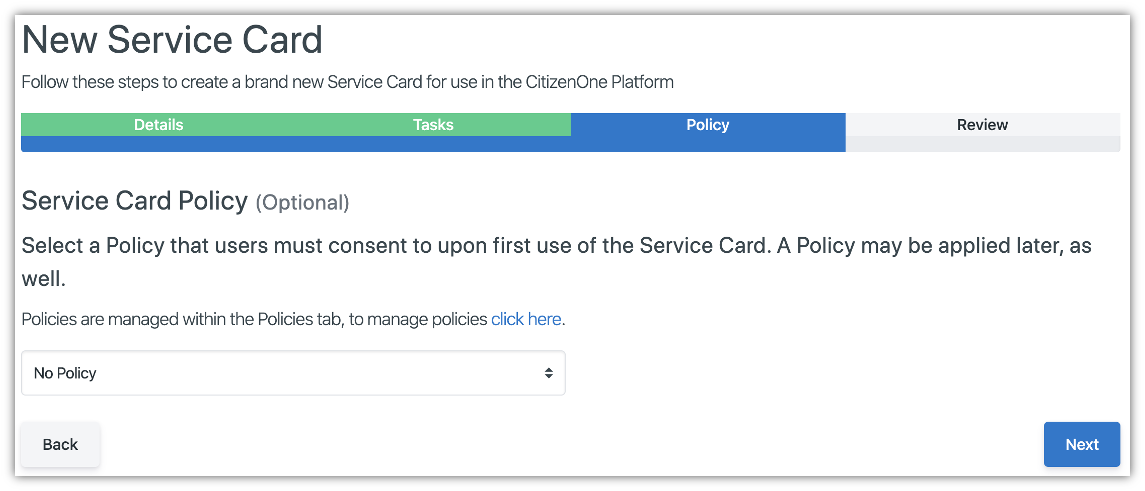 New Service Card
Follow these steps to create a brand new Service Card for use in the CitizenOne Platform
Details Tasks Policy Review
Service Card Policy (Optional)
Select a Policy that users must consent to upon first use of the Service Card. A Policy may be applied later, as
well.
Policies are managed within the Policies tab, to manage policies click here.
No Policy
Back Next